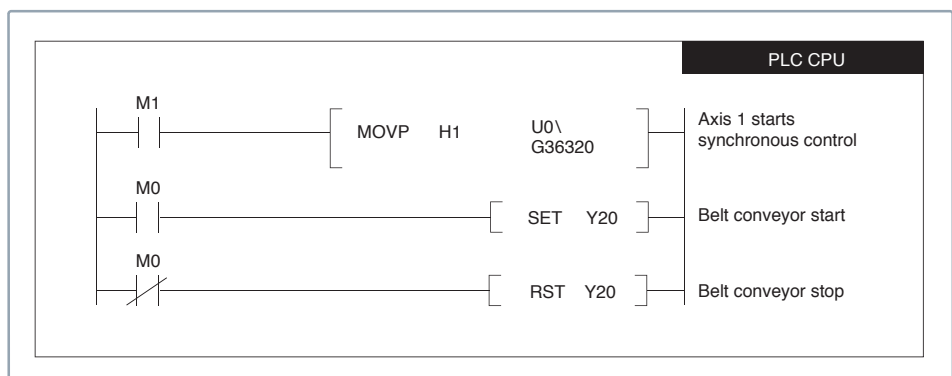 PLC CPU
M1
MOVP H1 U0\
G36320
Axis 1 starts
synchronous control
M0
SET Y20
Belt conveyor start
M0
RST Y20
Belt conveyor stop